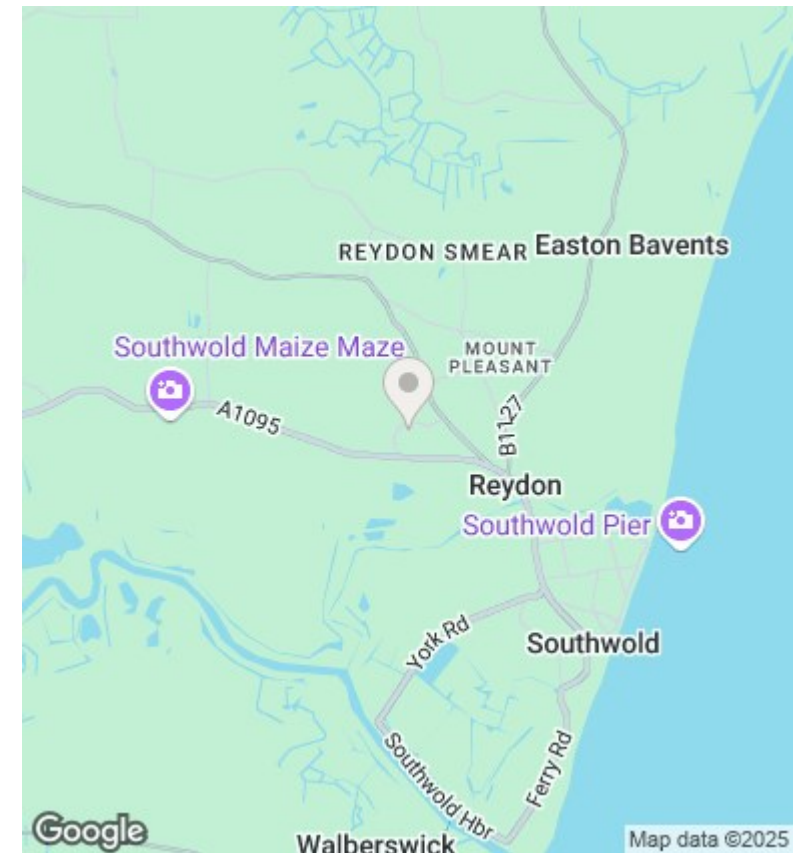 REYDON SMEAR
Easton Bavents
Southwold Maize Maze
MOUNT
PLEASANT
A1095
B1127
Reydon
Southwold Pier
York Rd
Southwold
Ferry Rd
Southwold Hbr
Walberswick
Google
Map data ©2025